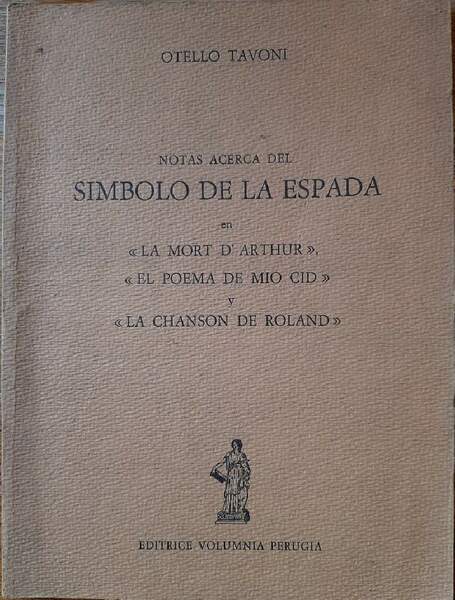 OTELLO TAVONI
NOTAS ACERCA DEL
SIMBOLO DE LA ESPADA
en
« LA MORT D' ARTHUR »,
« EL POEMA DE MIO CID »
y
« LA CHANSON DE ROLAND »
EDITRICE VOLUMNIA PERUGIA